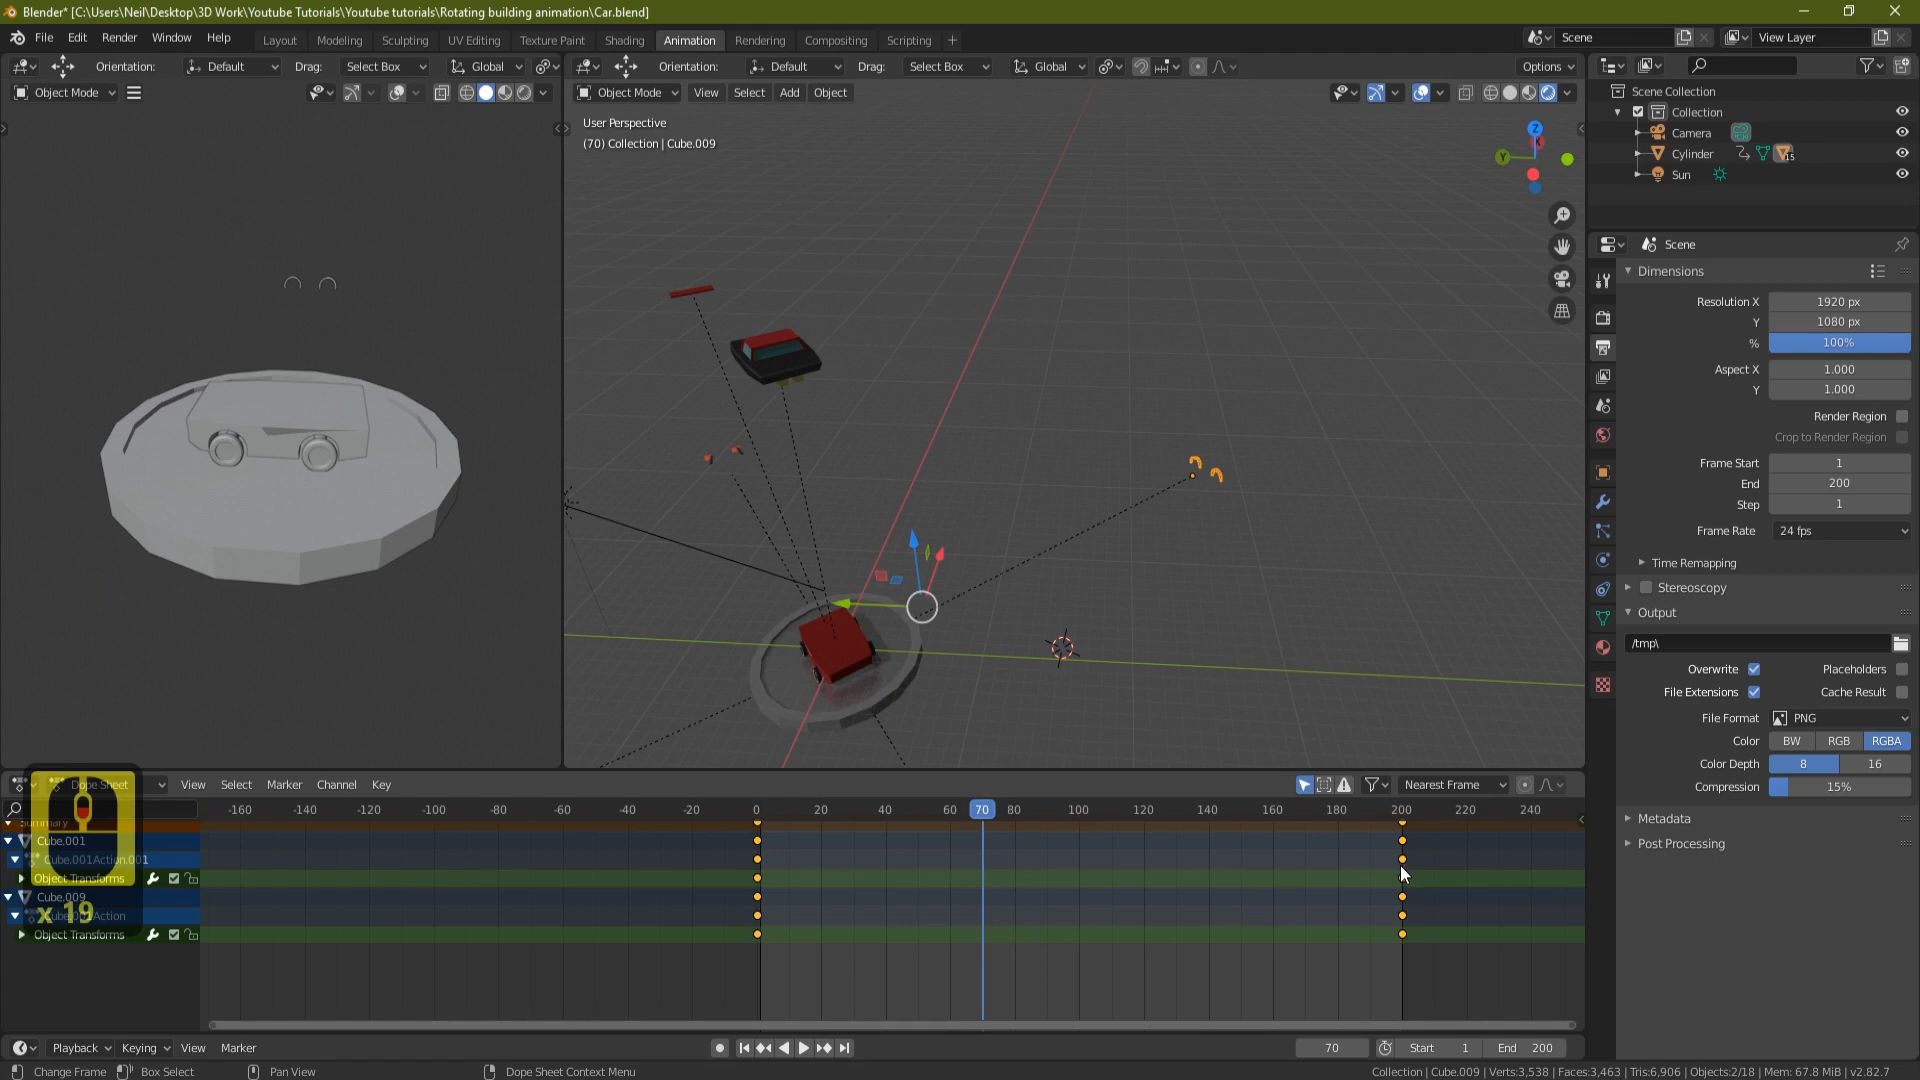 Blender* [C:\Users\Neil\Desktop\3D Work\Youtube Tutorials\Youtube tutorials\Rotating building animation\Car.blend]
File Edit Render Window Help Layout Modeling Sculpting UV Editing Texture Paint Shading Animation Rendering Compositing Scripting + Scene View Layer
Orientation: Default Drag: Select Box Global Orientation: Default Drag: Select Box Global Options
Object Mode Object Mode View Select Add Object
User Perspective
(70) Collection | Cube.009
Z
Y
Scene Collection
Collection
Camera
Cylinder 15
Sun
Scene
Dimensions
Resolution X 1920 px
Y 1080 px
% 100%
Aspect X 1.000
Y 1.000
Render Region
Crop to Render Region
Frame Start 1
End 200
Step 1
Frame Rate 24 fps
Time Remapping
Stereoscopy
Output
/tmp\
Overwrite Placeholders
File Extensions Cache Result
File Format PNG
Color BW RGB RGBA
Color Depth 8 16
Compression 15%
Metadata
Post Processing
Dope Sheet View Select Marker Channel Key Nearest Frame
-160 -140 -120 -100 -80 -60 -40 -20 0 20 40 60 70 80 100 120 140 160 180 200 220 240
Summary
Cube.001
Cube.001Action.001
Object Transforms
Cube.009
Cube.001Action
x 19
Object Transforms
Playback Keying View Marker 70 Start 1 End 200
Change Frame Box Select Pan View Dope Sheet Context Menu Collection | Cube.009 | Verts:3,538 | Faces:3,463 | Tris:6,906 | Objects:2/18 | Mem: 67.8 MiB | v2.82.7